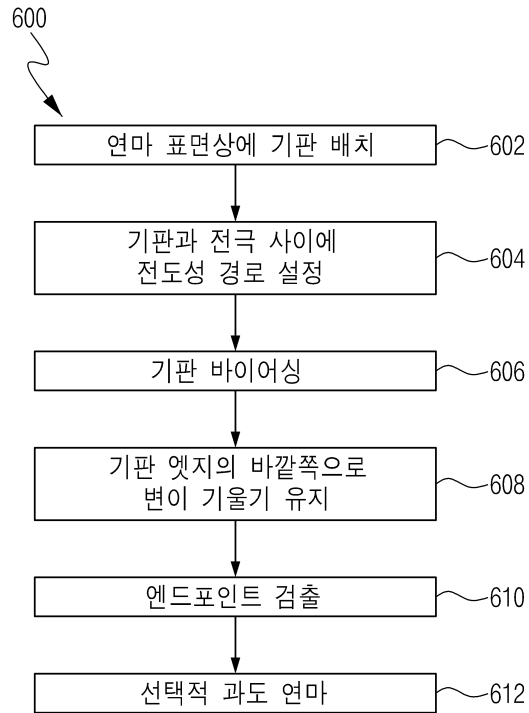 600
연마 표면상에 기판 배치
602
기판과 전극 사이에
전도성 경로 설정
604
기판 바이어싱
606
기판 엣지의 바깥쪽으로
변이 기울기 유지
608
엔드포인트 검출
610
선택적 과도 연마
612